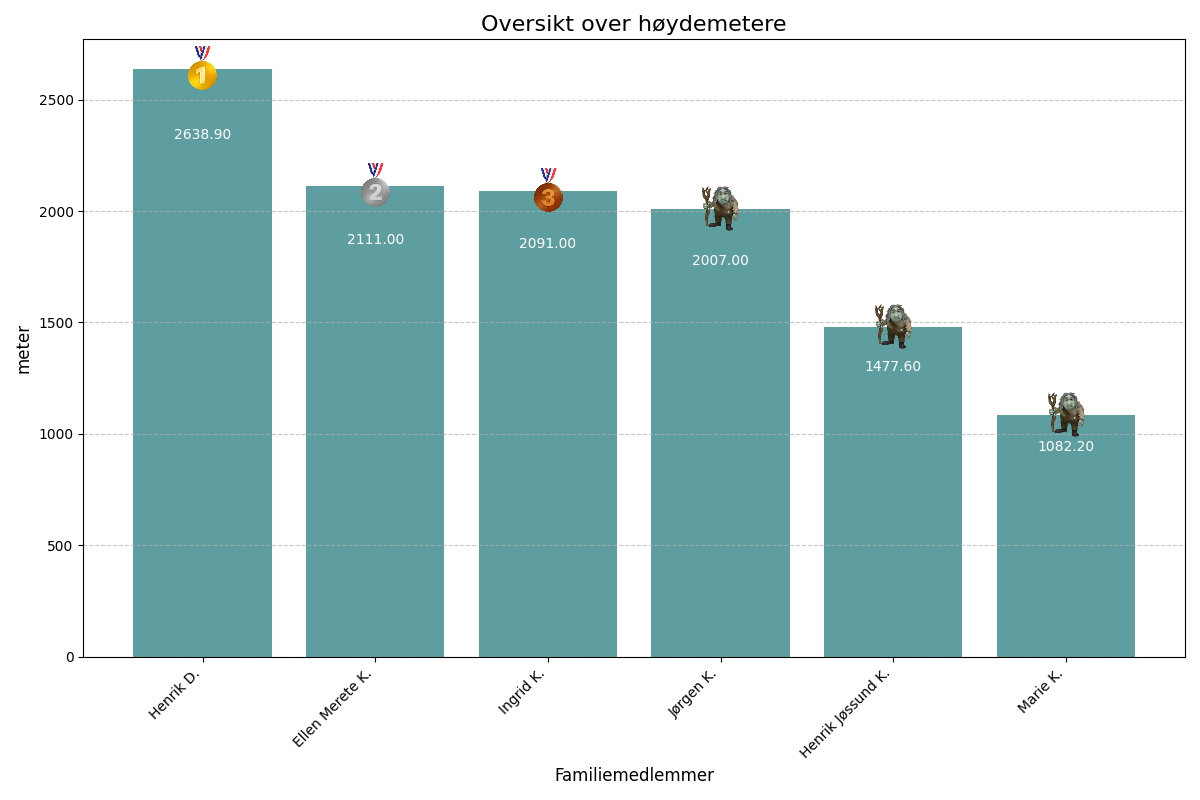 Oversikt over høydemetere
meter
2500
2000
1500
1000
500
0
1
2
3
2638.90
2111.00
2091.00
2007.00
1477.60
1082.20
Henrik D.
Ellen Merete K.
Ingrid K.
Jørgen K.
Henrik Jøssund K.
Marie K.
Familiemedlemmer